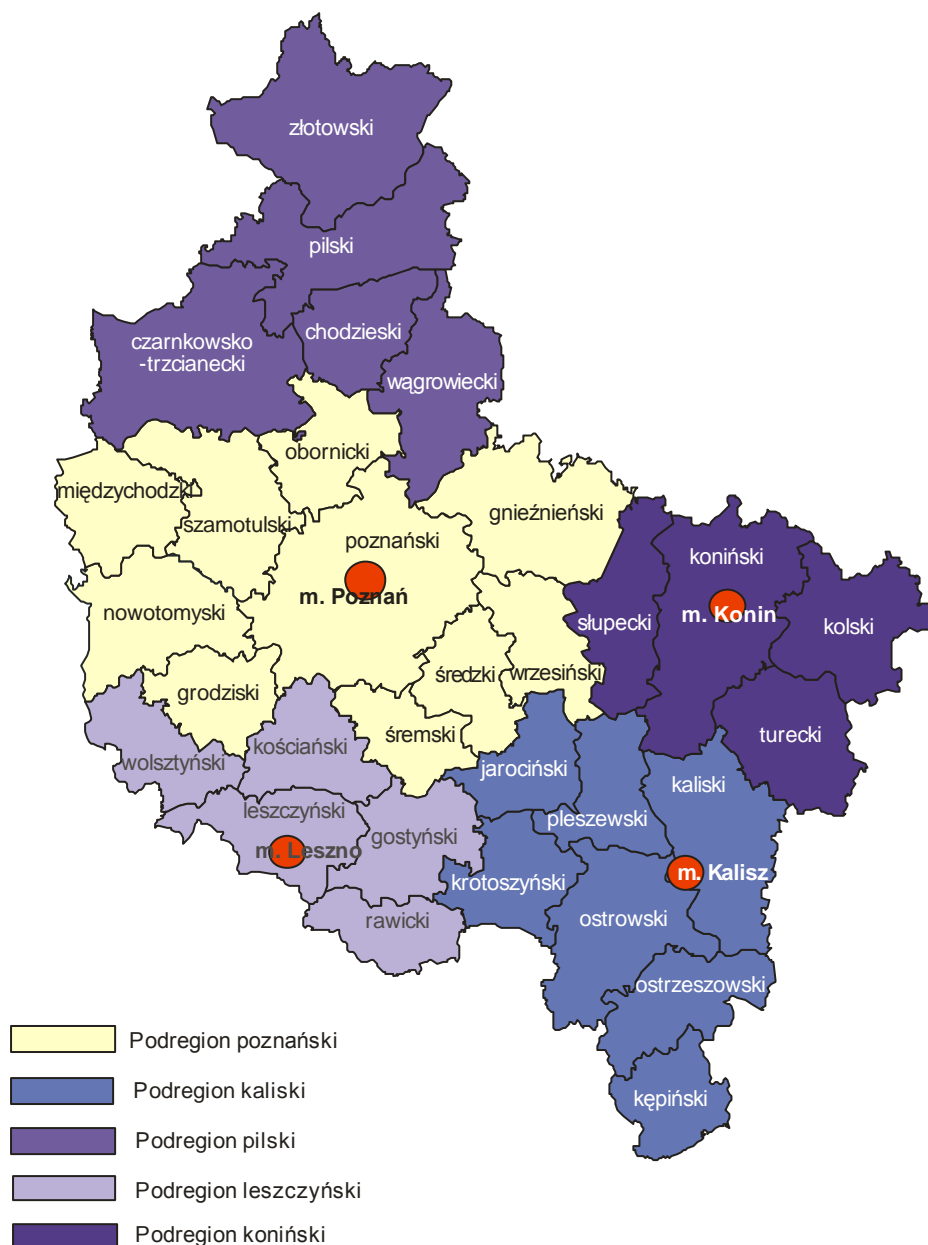 złotowski
pilski
chodzieski
czarnkowsko
-trzcianecki
wągrowiecki
obornicki
międzychodzki
szamotulski
gnieźnieński
poznański
m. Poznań
koniński
m. Konin
nowotomyski
słupecki
kolski
średzki
wrzesiński
grodziski
śremski
kościański
turecki
wolsztyński
jarociński
kaliski
leszczyński
m. Leszno
gostyński
pleszewski
m. Kalisz
krotoszyński
ostrowski
rawicki
ostrzeszowski
kępiński
Podregion poznański
Podregion kaliski
Podregion pilski
Podregion leszczyński
Podregion koniński